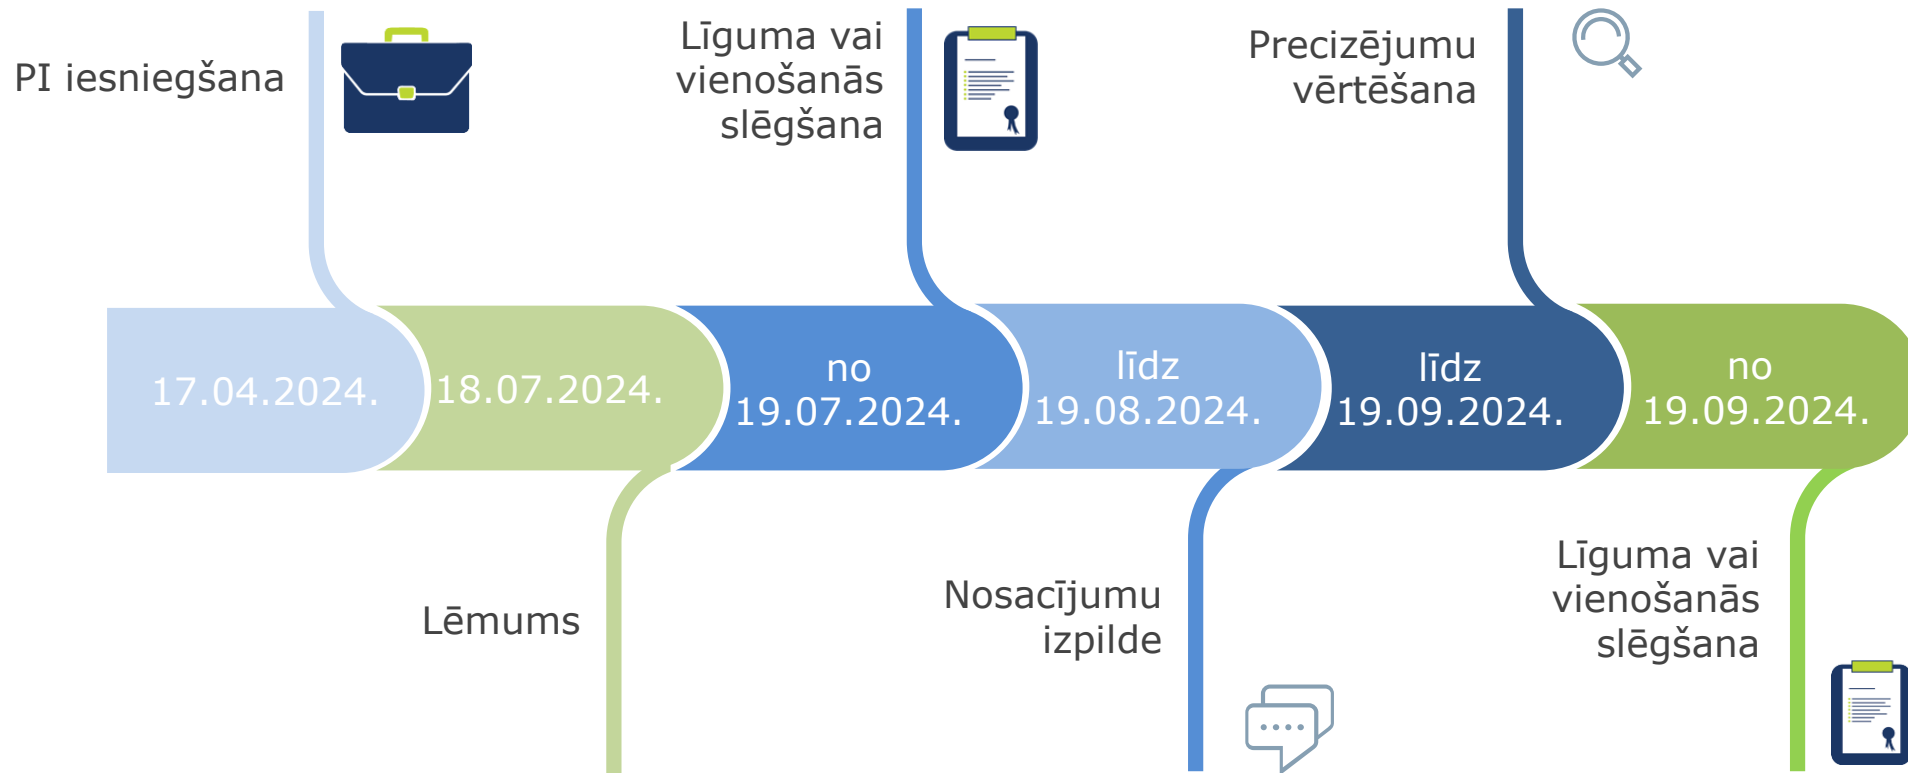 PI iesniegšana
Līguma vai
vienošanās
slēgšana
Precizējumu
vērtēšana
17.04.2024.
18.07.2024.
no
19.07.2024.
līdz
19.08.2024.
līdz
19.09.2024.
no
19.09.2024.
Lēmums
Nosacījumu
izpilde
Līguma vai
vienošanās
slēgšana